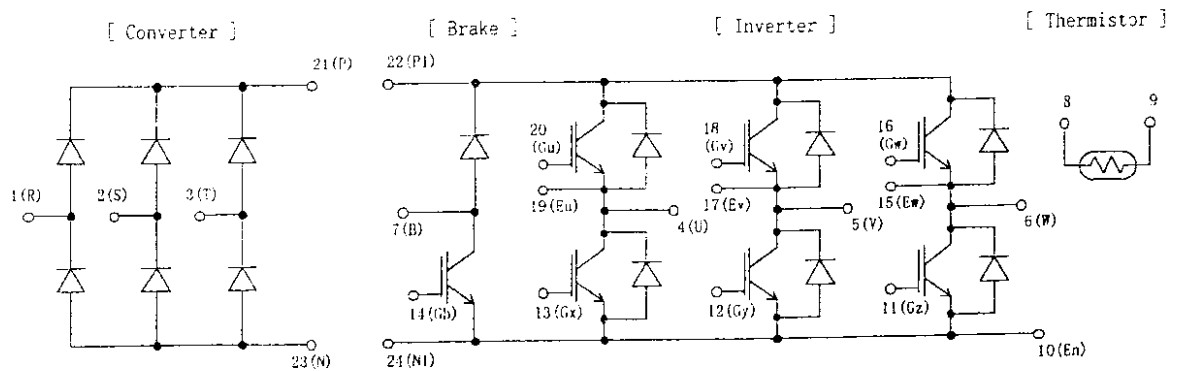 [ Converter ]
[ Brake ]
[ Inverter ]
[ Thermistor ]
21(P)
22(P1)
8
9
20
(Gu)
18
(Gv)
16
(Gw)
1(R)
2(S)
3(T)
19(Eu)
17(Ev)
15(Ew)
7(B)
4(U)
5(V)
6(W)
14(Gb)
13(Gx)
12(Gy)
11(Gz)
23(N)
24(N1)
10(En)